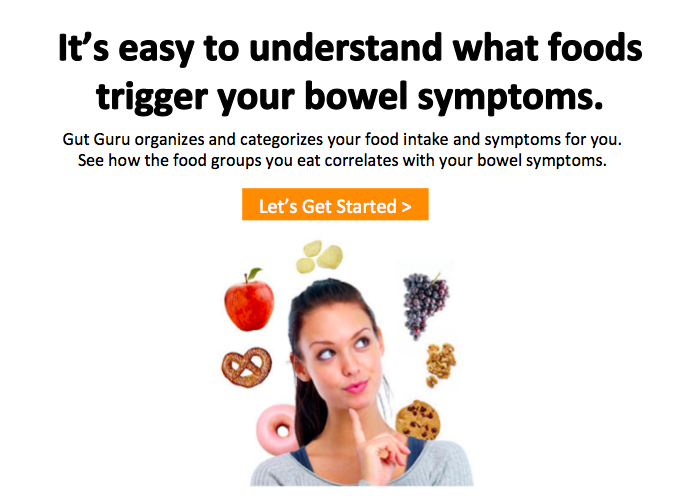 It's easy to understand what foods
trigger your bowel symptoms.
Gut Guru organizes and categorizes your food intake and symptoms for you.
See how the food groups you eat correlates with your bowel symptoms.
Let's Get Started >